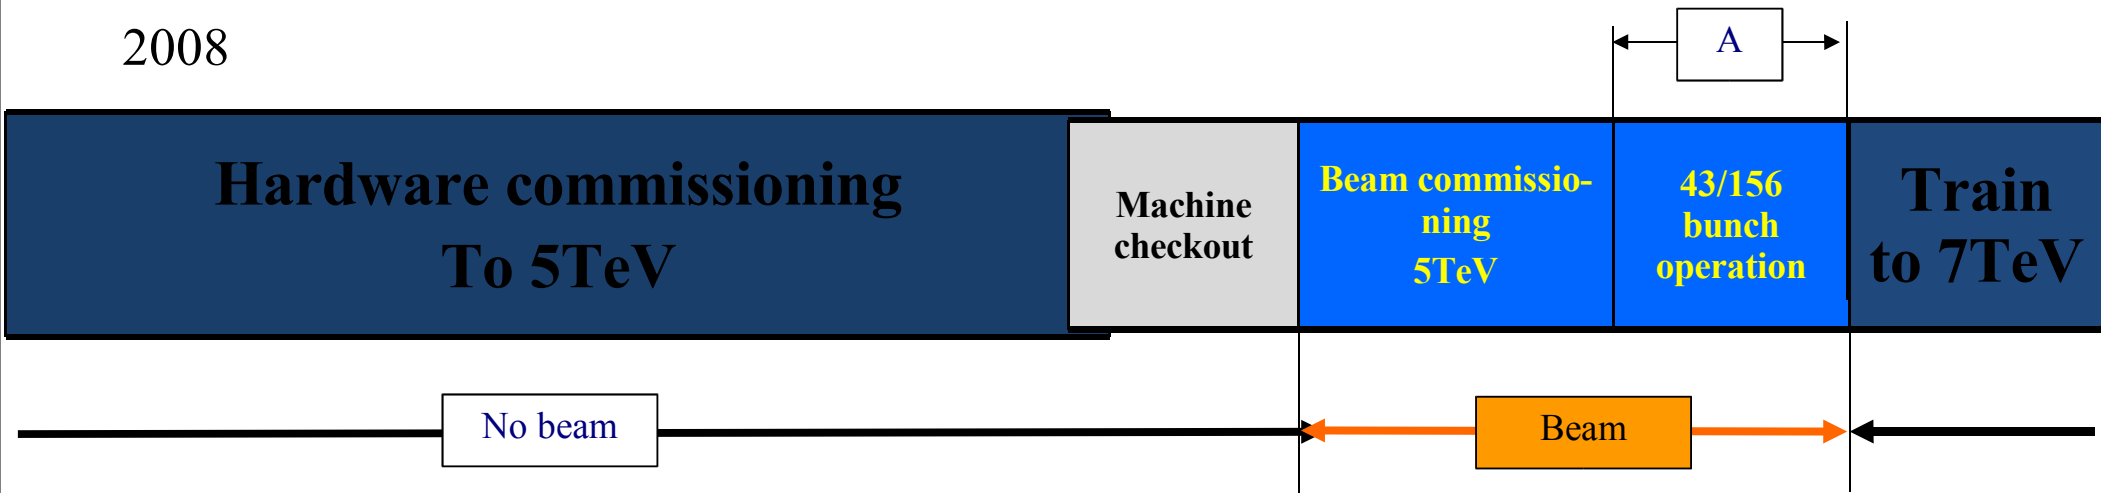 2008
A
Hardware commissioning
To 5TeV
Machine
checkout
Beam commissio-
ning
5TeV
43/156
bunch
operation
Train
to 7TeV
No beam
Beam